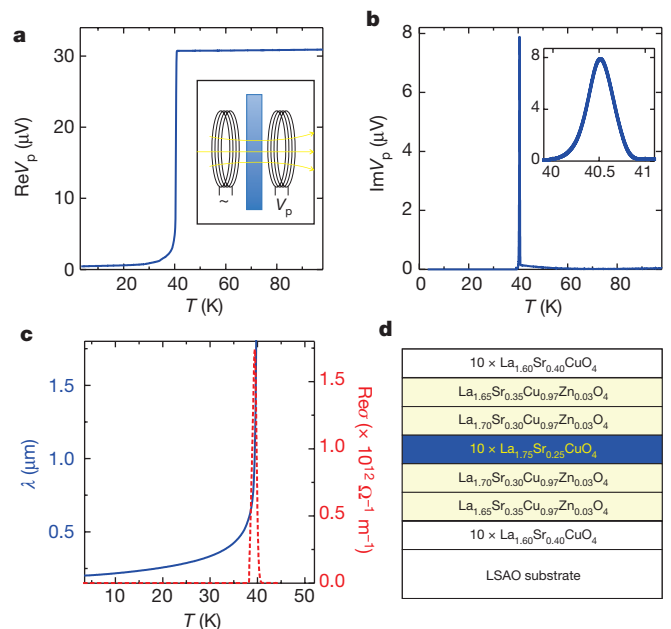 a
30
20
10
0
ReVp (μV)
20 40 60 80
T (K)
~
Vp
b
8
6
4
2
0
ImVp (μV)
0 20 40 60 80
T (K)
8
4
0
40 40.5 41
c
1.5
1.0
0.5
λ (μm)
10 20 30 40 50
T (K)
1.5
1.0
0.5
0.0
Reσ (× 10¹² Ω⁻¹ m⁻¹)
d
10 × La1.60Sr0.40CuO4
La1.65Sr0.35Cu0.97Zn0.03O4
La1.70Sr0.30Cu0.97Zn0.03O4
10 × La1.75Sr0.25CuO4
La1.70Sr0.30Cu0.97Zn0.03O4
La1.65Sr0.35Cu0.97Zn0.03O4
10 × La1.60Sr0.40CuO4
LSAO substrate